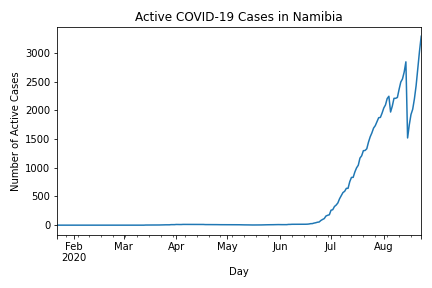 Active COVID-19 Cases in Namibia
Number of Active Cases
3000
2500
2000
1500
1000
500
0
Feb Mar Apr May Jun Jul Aug
2020
Day